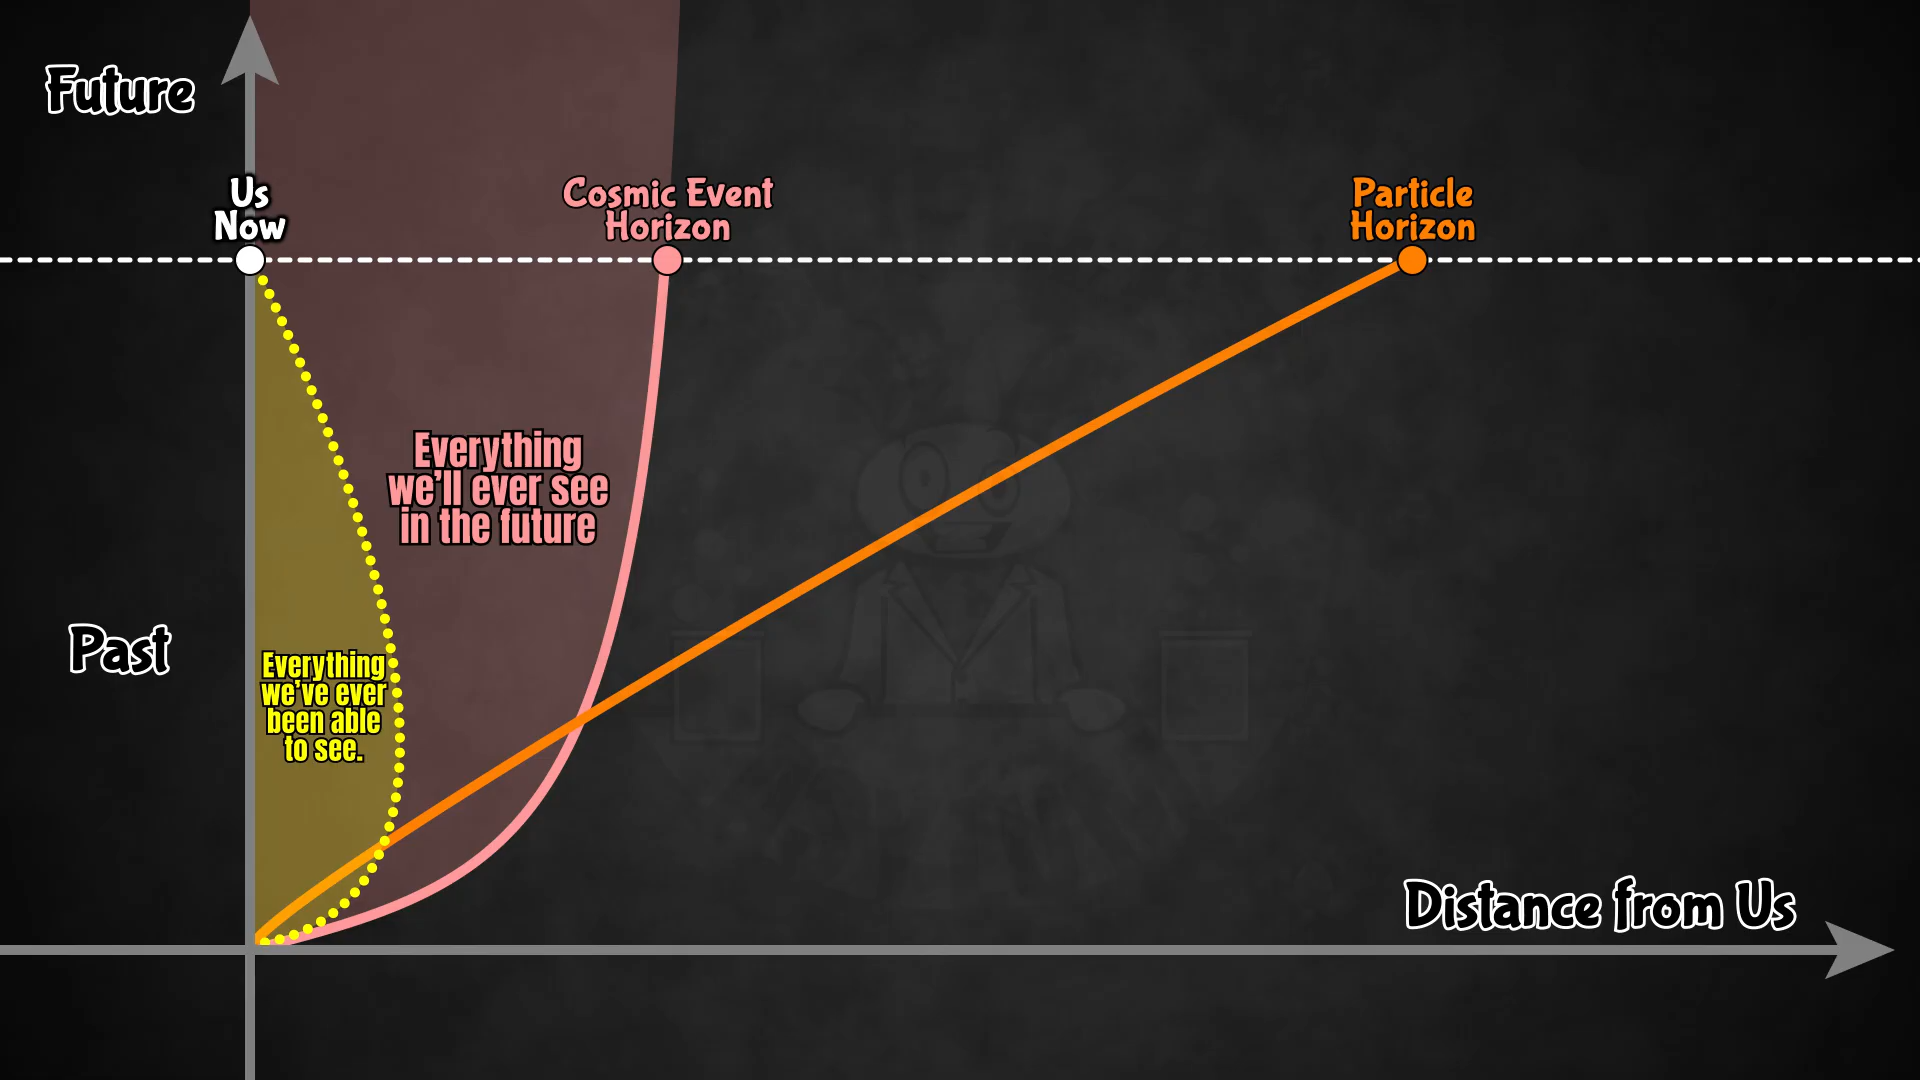 Future
Us
Now
Cosmic Event
Horizon
Particle
Horizon
Everything
we'll ever see
in the future
Past
Everything
we've ever
been able
to see.
Distance from Us